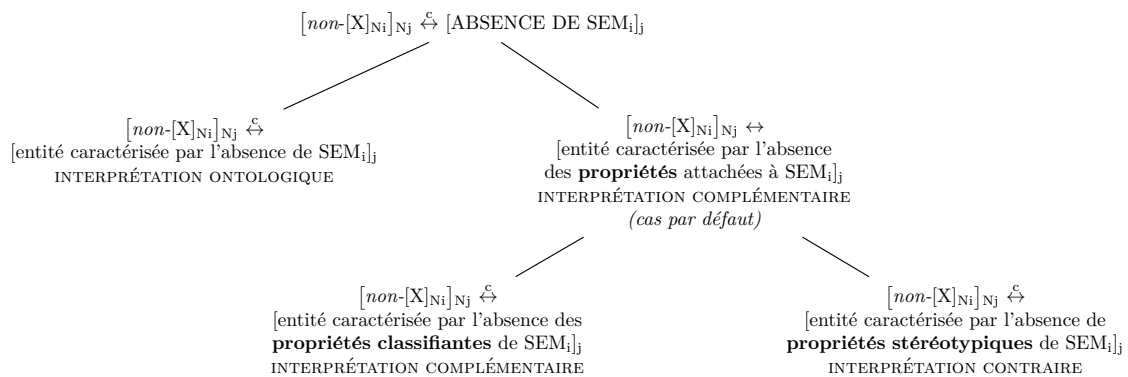 [non-[X]Ni]Nj ↔c [ABSENCE DE SEMi]j
[non-[X]Ni]Nj ↔c
[entité caractérisée par l'absence de SEMi]j
INTERPRÉTATION ONTOLOGIQUE
[non-[X]Ni]Nj ↔
[entité caractérisée par l'absence
des propriétés attachées à SEMi]j
INTERPRÉTATION COMPLÉMENTAIRE
(cas par défaut)
[non-[X]Ni]Nj ↔c
[entité caractérisée par l'absence des
propriétés classifiantes de SEMi]j
INTERPRÉTATION COMPLÉMENTAIRE
[non-[X]Ni]Nj ↔c
[entité caractérisée par l'absence de
propriétés stéréotypiques de SEMi]j
INTERPRÉTATION CONTRAIRE